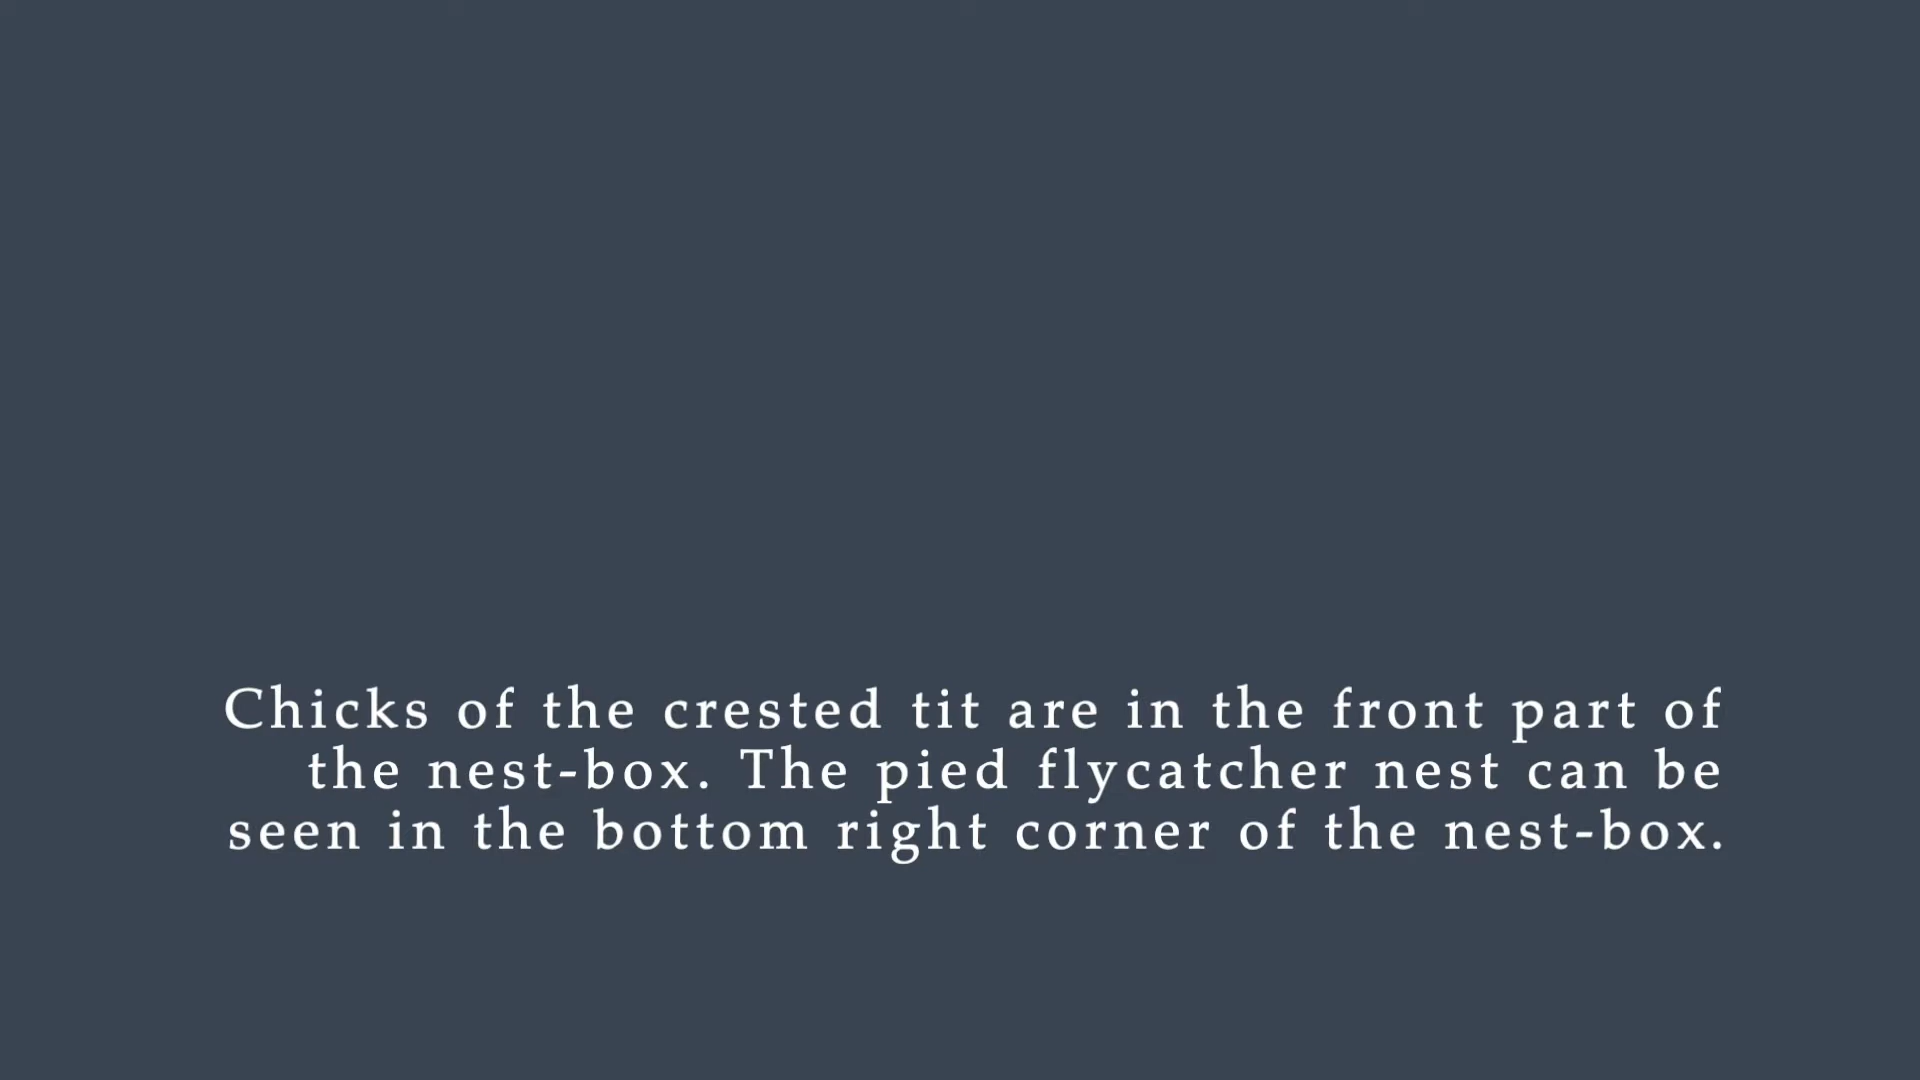 Chicks of the crested tit are in the front part of
the nest-box. The pied flycatcher nest can be
seen in the bottom right corner of the nest-box.